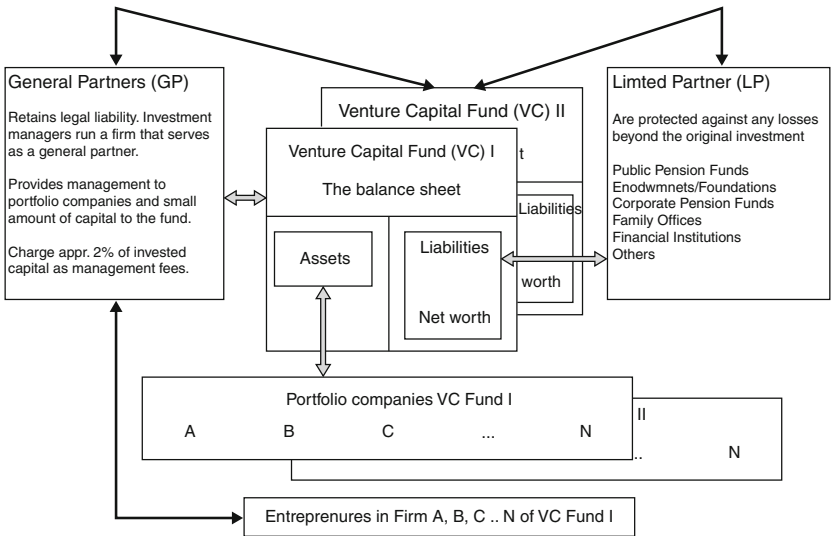 General Partners (GP)
Retains legal liability. Investment
managers run a firm that serves
as a general partner.
Provides management to
portfolio companies and small
amount of capital to the fund.
Charge appr. 2% of invested
capital as management fees.
Venture Capital Fund (VC) II
t
Liabilities
worth
Venture Capital Fund (VC) I
The balance sheet
Assets
Liabilities
Net worth
Limted Partner (LP)
Are protected against any losses
beyond the original investment
Public Pension Funds
Enodwmnets/Foundations
Corporate Pension Funds
Family Offices
Financial Institutions
Others
Portfolio companies VC Fund I
A B C ... N
II
.. N
Entreprenures in Firm A, B, C .. N of VC Fund I